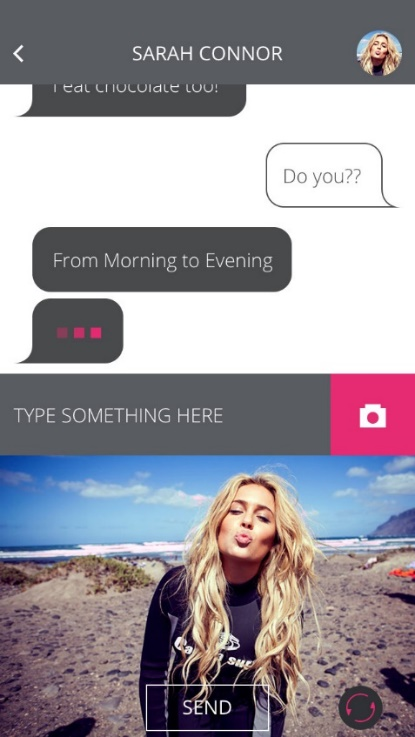 SARAH CONNOR
I eat chocolate too!
Do you??
From Morning to Evening
TYPE SOMETHING HERE
SEND